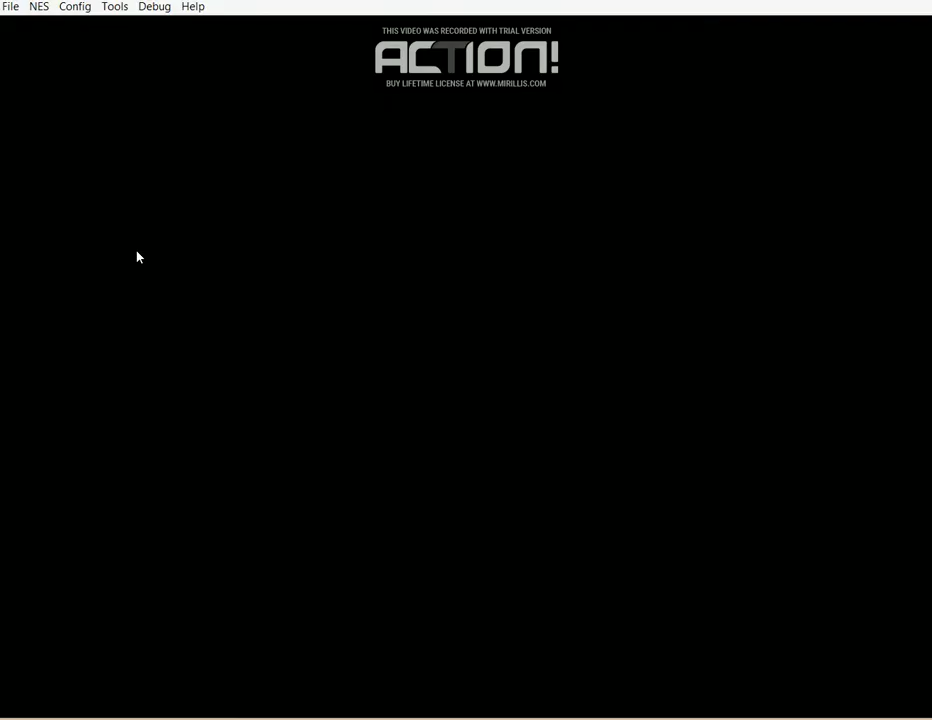 File NES Config Tools Debug Help
THIS VIDEO WAS RECORDED WITH TRIAL VERSION
ACTION!
BUY LIFETIME LICENSE AT WWW.MIRILLIS.COM